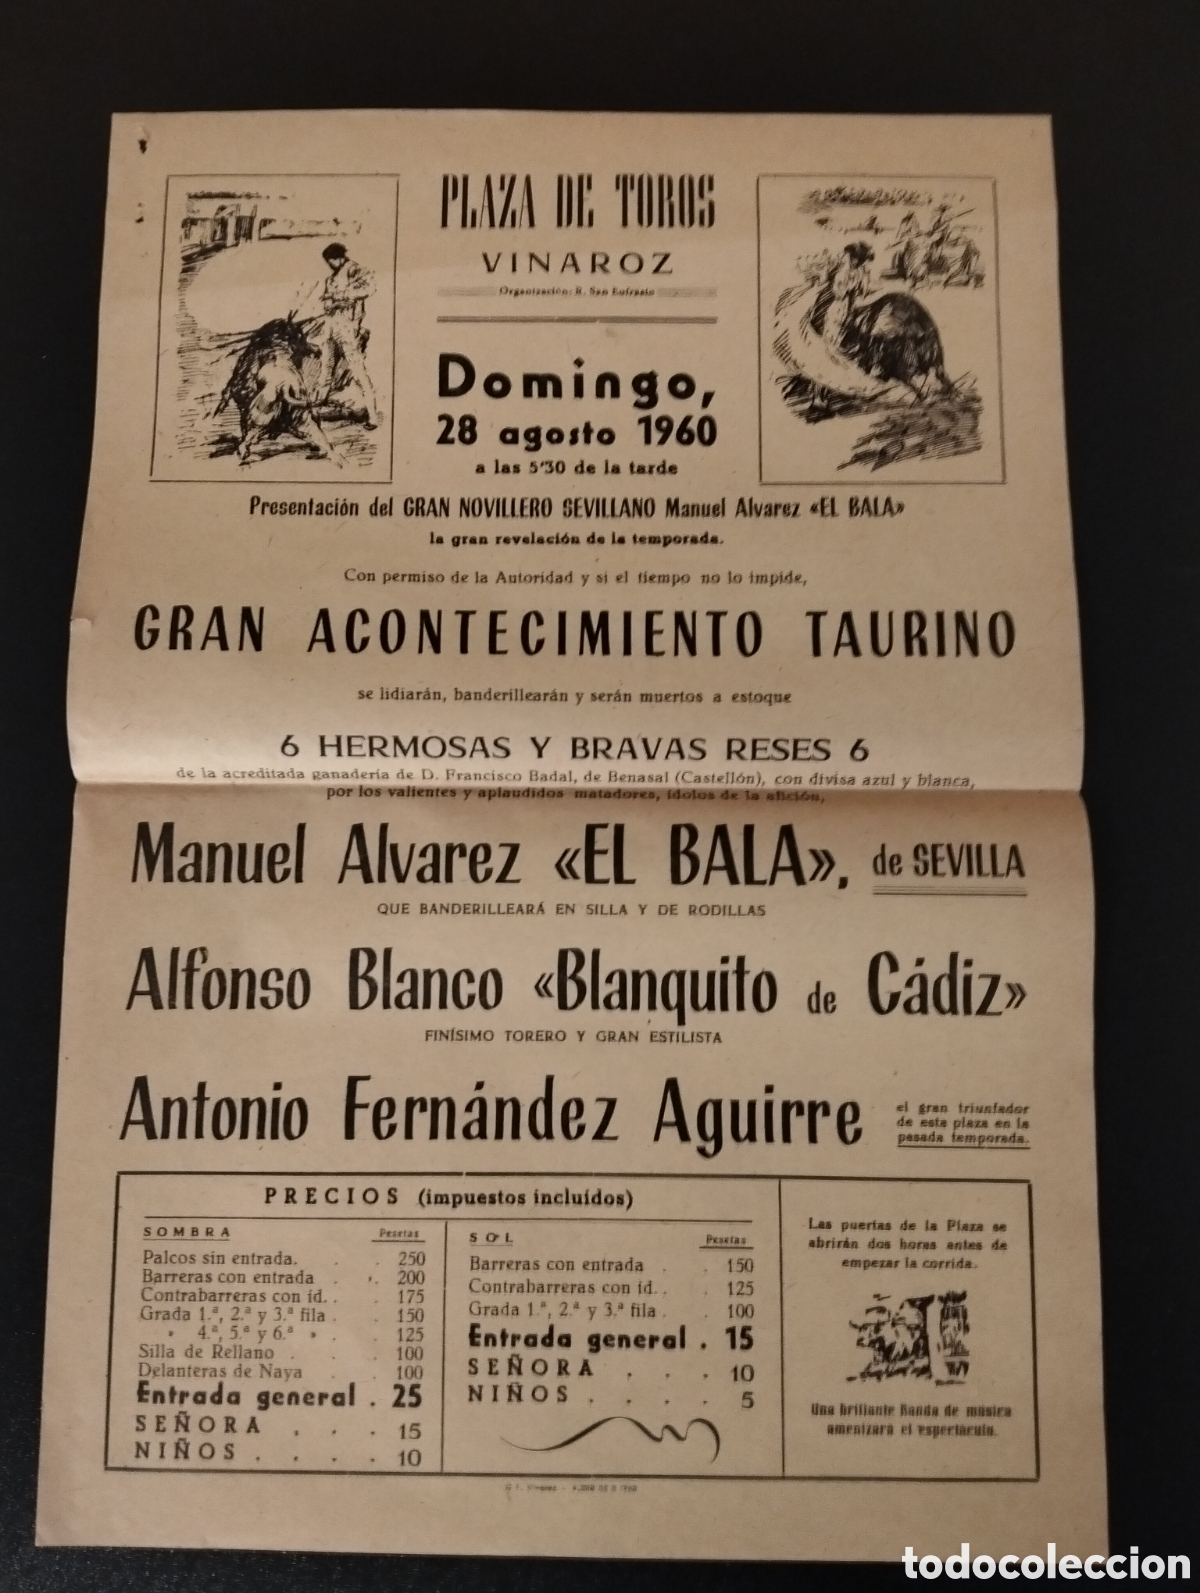 PLAZA DE TOROS
VINAROZ
Organización: R. San Eufrasio
Domingo,
28 agosto 1960
a las 5'30 de la tarde
Presentación del GRAN NOVILLERO SEVILLANO Manuel Alvarez «EL BALA»
la gran revelación de la temporada.
Con permiso de la Autoridad y si el tiempo no lo impide,
GRAN ACONTECIMIENTO TAURINO
se lidiarán, banderillearán y serán muertos a estoque
6 HERMOSAS Y BRAVAS RESES 6
de la acreditada ganadería de D. Francisco Badal, de Benasal (Castellón), con divisa azul y blanca,
por los valientes y aplaudidos matadores, ídolos de la afición,
Manuel Alvarez «EL BALA», de SEVILLA
QUE BANDERILLEARÁ EN SILLA Y DE RODILLAS
Alfonso Blanco «Blanquito de Cádiz»
FINÍSIMO TORERO Y GRAN ESTILISTA
Antonio Fernández Aguirre
el gran triunfador
de esta plaza en la
pasada temporada.
PRECIOS (impuestos incluídos)
SOMBRA Pesetas
Palcos sin entrada. . . 250
Barreras con entrada . . 200
Contrabarreras con íd. . . 175
Grada 1.ª, 2.ª y 3.ª fila . . 150
» 4.ª, 5.ª y 6.ª » . . 125
Silla de Rellano . . . 100
Delanteras de Naya . . 100
Entrada general . 25
SEÑORA . . . 15
NIÑOS . . . . 10
SOL Pesetas
Barreras con entrada . . 150
Contrabarreras con íd. . . 125
Grada 1.ª, 2.ª y 3.ª fila . . 100
Entrada general . 15
SEÑORA . . . 10
NIÑOS . . . . 5
Las puertas de la Plaza se
abrirán dos horas antes de
empezar la corrida.
Una brillante Banda de música
amenizará el espectáculo.
todocoleccion